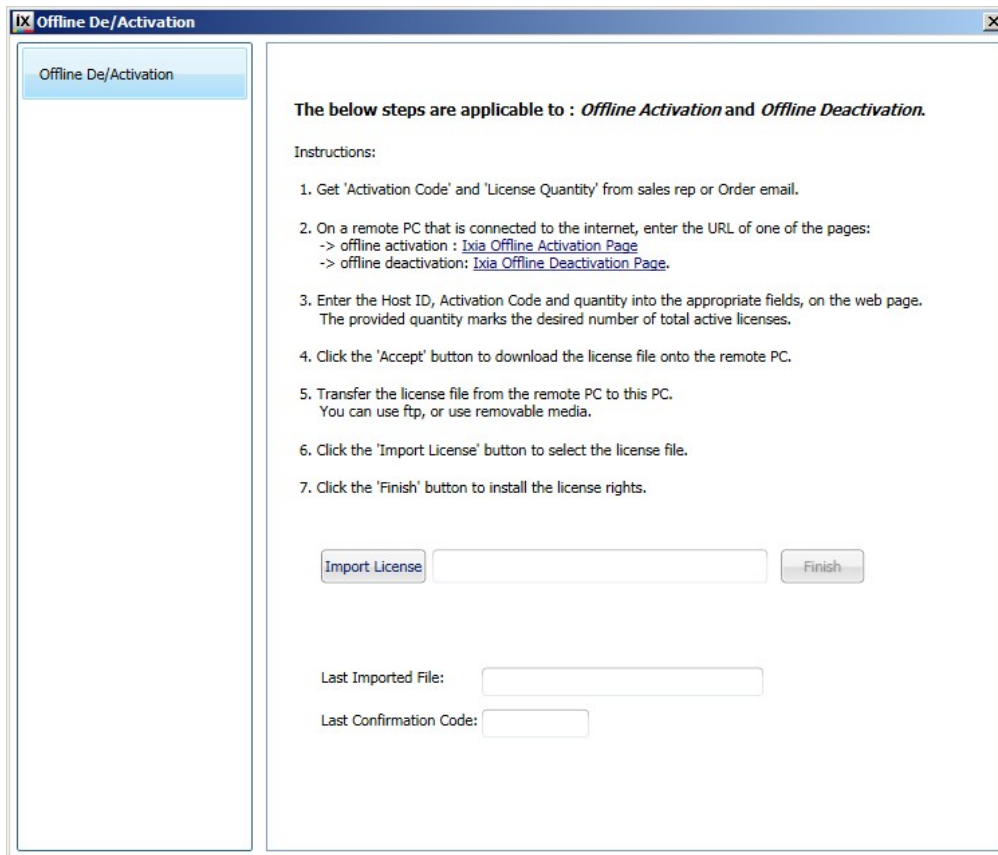 IX Offline De/Activation
Offline De/Activation
The below steps are applicable to : Offline Activation and Offline Deactivation.
Instructions:
1. Get 'Activation Code' and 'License Quantity' from sales rep or Order email.
2. On a remote PC that is connected to the internet, enter the URL of one of the pages:
-> offline activation : Ixia Offline Activation Page
-> offline deactivation: Ixia Offline Deactivation Page.
3. Enter the Host ID, Activation Code and quantity into the appropriate fields, on the web page.
The provided quantity marks the desired number of total active licenses.
4. Click the 'Accept' button to download the license file onto the remote PC.
5. Transfer the license file from the remote PC to this PC.
You can use ftp, or use removable media.
6. Click the 'Import License' button to select the license file.
7. Click the 'Finish' button to install the license rights.
Import License Finish
Last Imported File:
Last Confirmation Code: